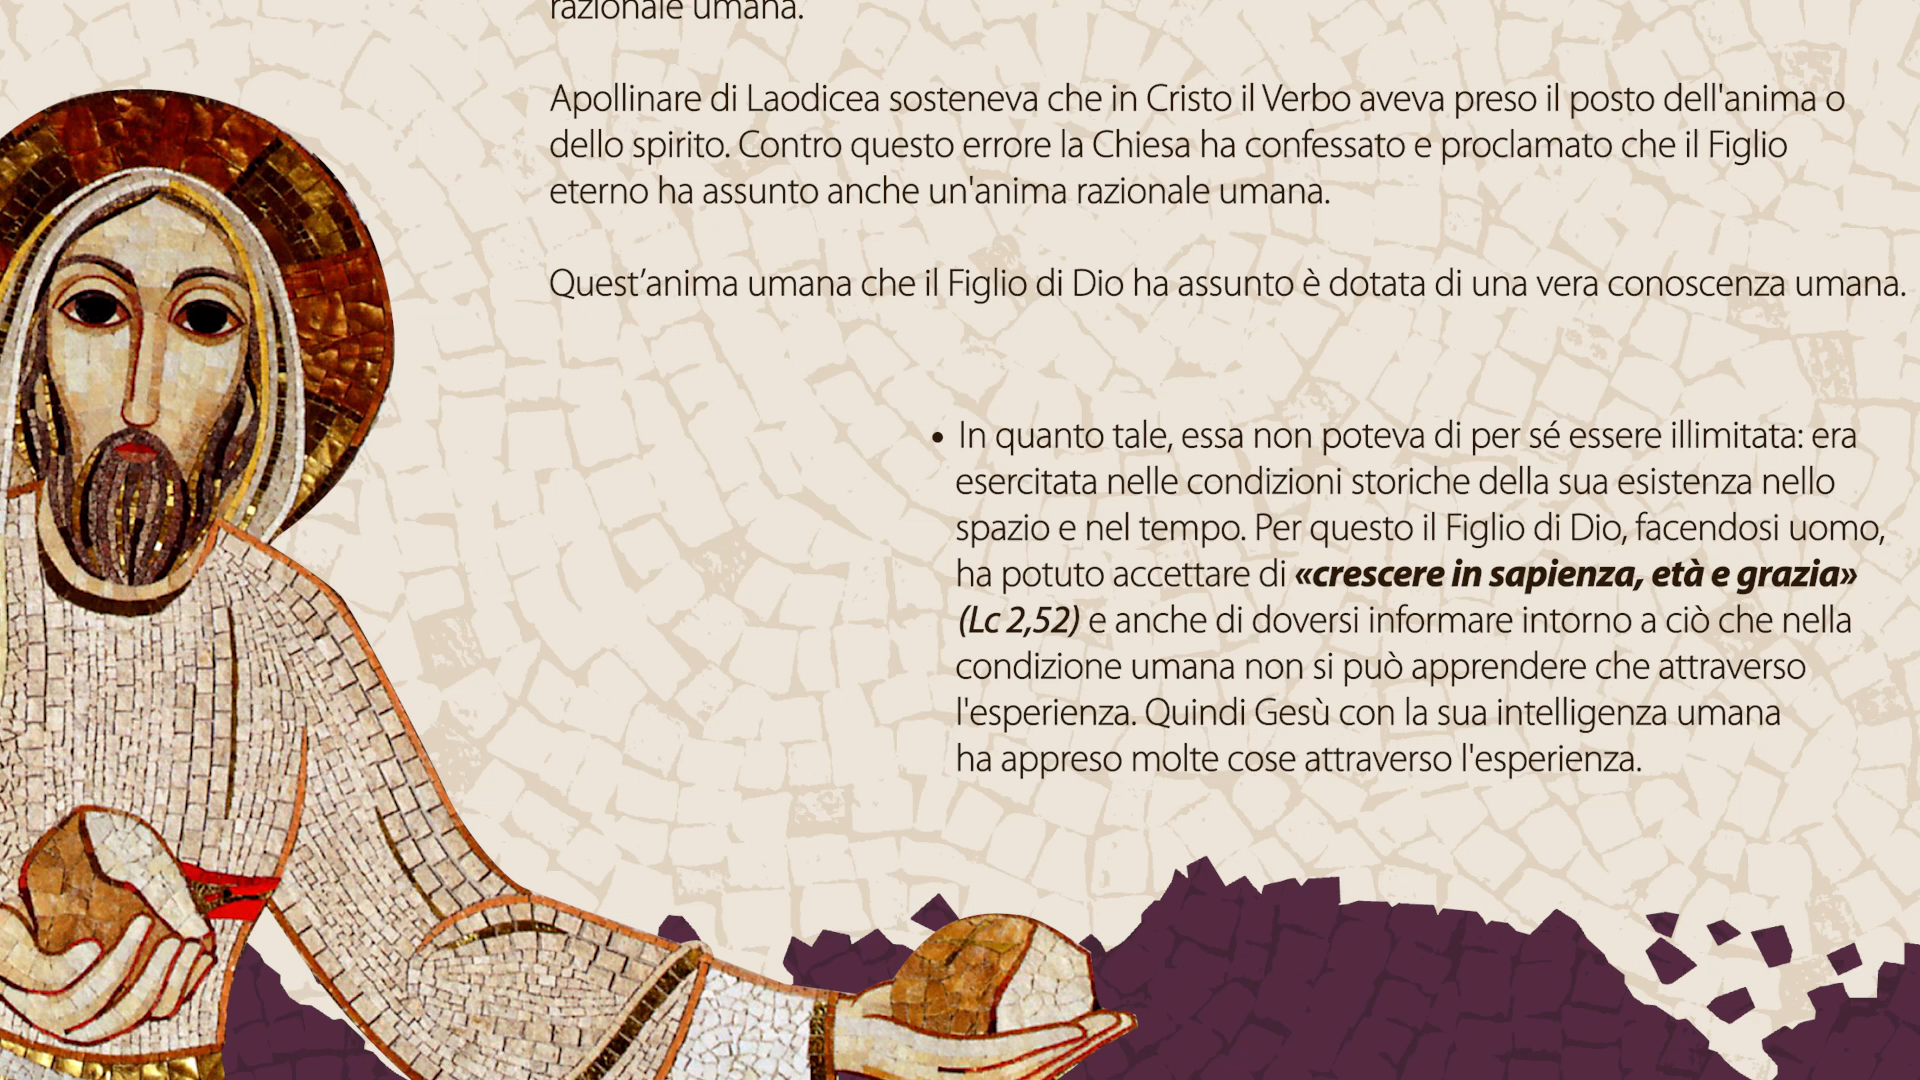 razionale umana.
Apollinare di Laodicea sosteneva che in Cristo il Verbo aveva preso il posto dell'anima o
dello spirito. Contro questo errore la Chiesa ha confessato e proclamato che il Figlio
eterno ha assunto anche un'anima razionale umana.
Quest’anima umana che il Figlio di Dio ha assunto è dotata di una vera conoscenza umana.
• In quanto tale, essa non poteva di per sé essere illimitata: era
esercitata nelle condizioni storiche della sua esistenza nello
spazio e nel tempo. Per questo il Figlio di Dio, facendosi uomo,
ha potuto accettare di «crescere in sapienza, età e grazia»
(Lc 2,52) e anche di doversi informare intorno a ciò che nella
condizione umana non si può apprendere che attraverso
l'esperienza. Quindi Gesù con la sua intelligenza umana
ha appreso molte cose attraverso l'esperienza.